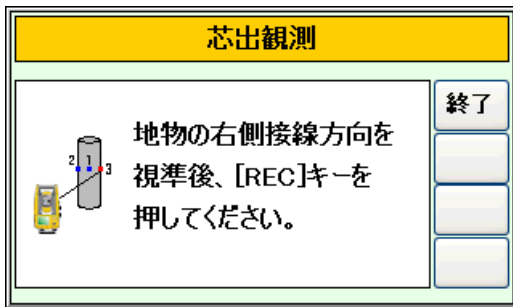 芯出観測
終了
2 1 3
地物の右側接線方向を
視準後、[REC]キーを
押してください。